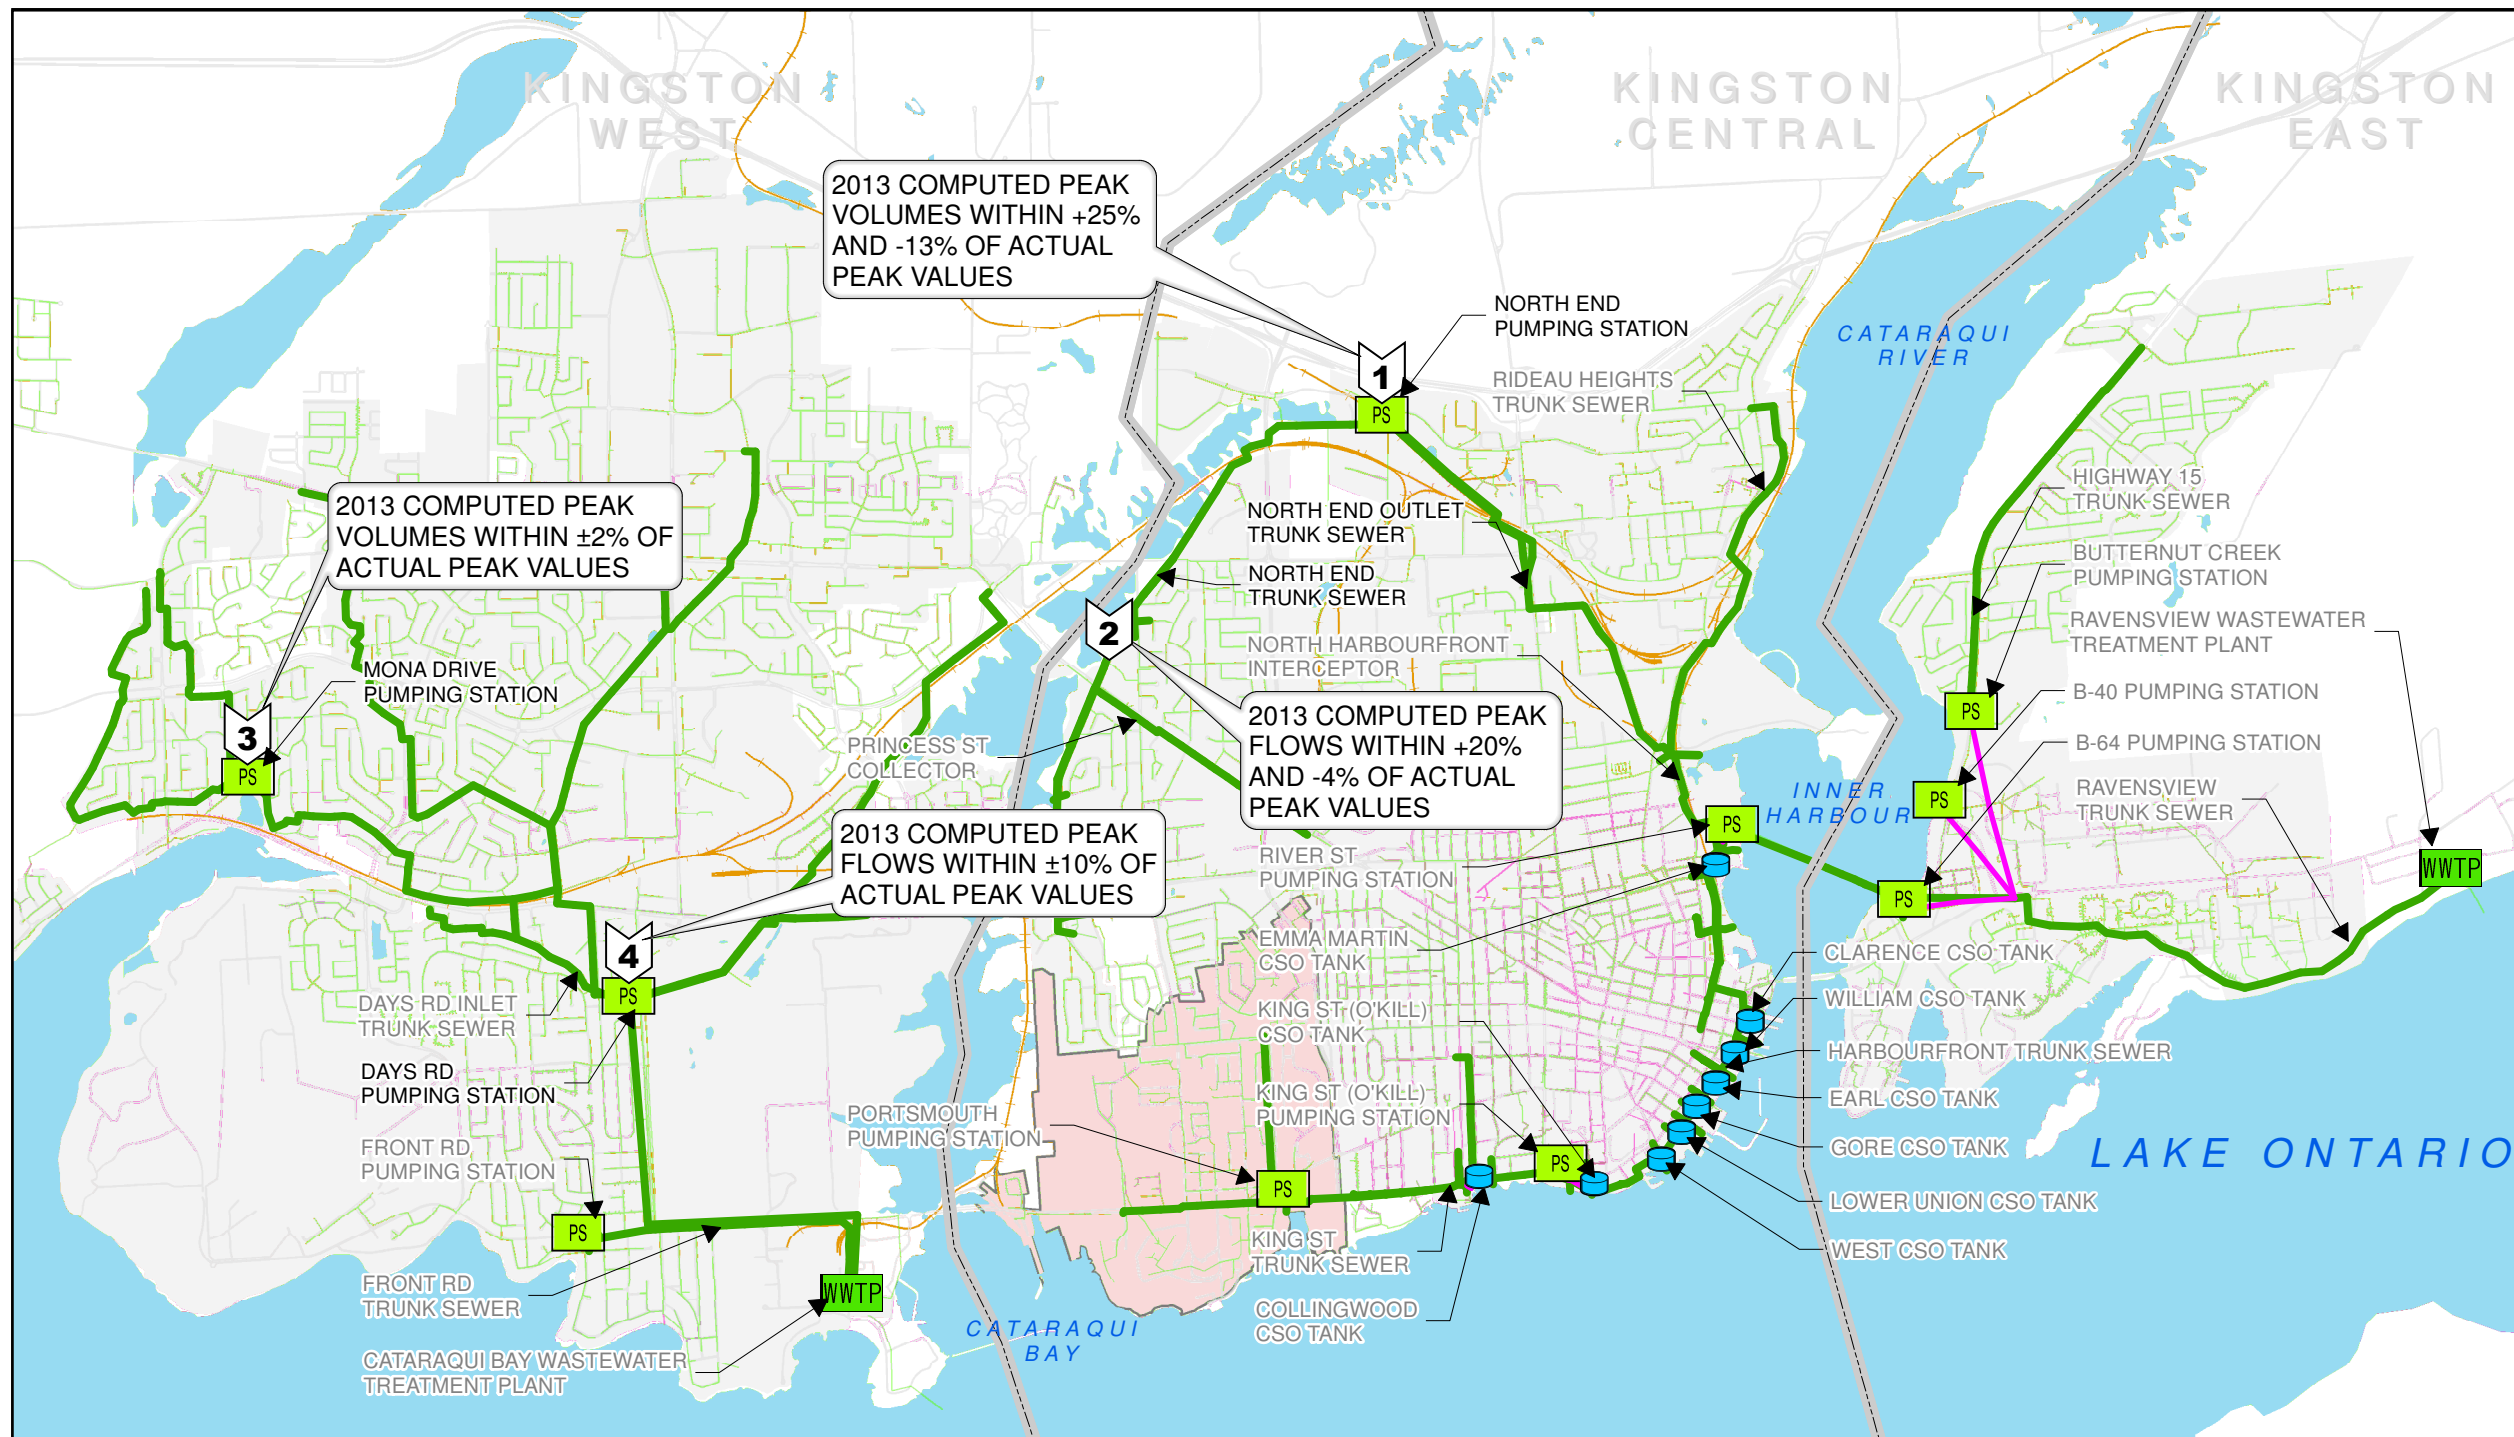 KINGSTON
WEST
KINGSTON
CENTRAL
KINGSTON
EAST
2013 COMPUTED PEAK
VOLUMES WITHIN +25%
AND -13% OF ACTUAL
PEAK VALUES
NORTH END
PUMPING STATION
CATARAQUI
RIVER
1
PS
RIDEAU HEIGHTS
TRUNK SEWER
2013 COMPUTED PEAK
VOLUMES WITHIN ±2% OF
ACTUAL PEAK VALUES
HIGHWAY 15
TRUNK SEWER
NORTH END OUTLET
TRUNK SEWER
BUTTERNUT CREEK
PUMPING STATION
NORTH END
TRUNK SEWER
2
RAVENSVIEW WASTEWATER
TREATMENT PLANT
NORTH HARBOURFRONT
INTERCEPTOR
MONA DRIVE
PUMPING STATION
B-40 PUMPING STATION
3
PS
PS
2013 COMPUTED PEAK
FLOWS WITHIN +20%
AND -4% OF ACTUAL
PEAK VALUES
PRINCESS ST
COLLECTOR
B-64 PUMPING STATION
INNER
HARBOUR
PS
RAVENSVIEW
TRUNK SEWER
2013 COMPUTED PEAK
FLOWS WITHIN ±10% OF
ACTUAL PEAK VALUES
PS
RIVER ST
PUMPING STATION
WWTP
PS
EMMA MARTIN
CSO TANK
CLARENCE CSO TANK
4
PS
DAYS RD INLET
TRUNK SEWER
KING ST (O'KILL)
CSO TANK
WILLIAM CSO TANK
HARBOURFRONT TRUNK SEWER
DAYS RD
PUMPING STATION
KING ST (O'KILL)
PUMPING STATION
EARL CSO TANK
PORTSMOUTH
PUMPING STATION
GORE CSO TANK
LAKE ONTARIO
FRONT RD
PUMPING STATION
PS
PS
LOWER UNION CSO TANK
PS
KING ST
TRUNK SEWER
WEST CSO TANK
FRONT RD
TRUNK SEWER
WWTP
COLLINGWOOD
CSO TANK
CATARAQUI
BAY
CATARAQUI BAY WASTEWATER
TREATMENT PLANT